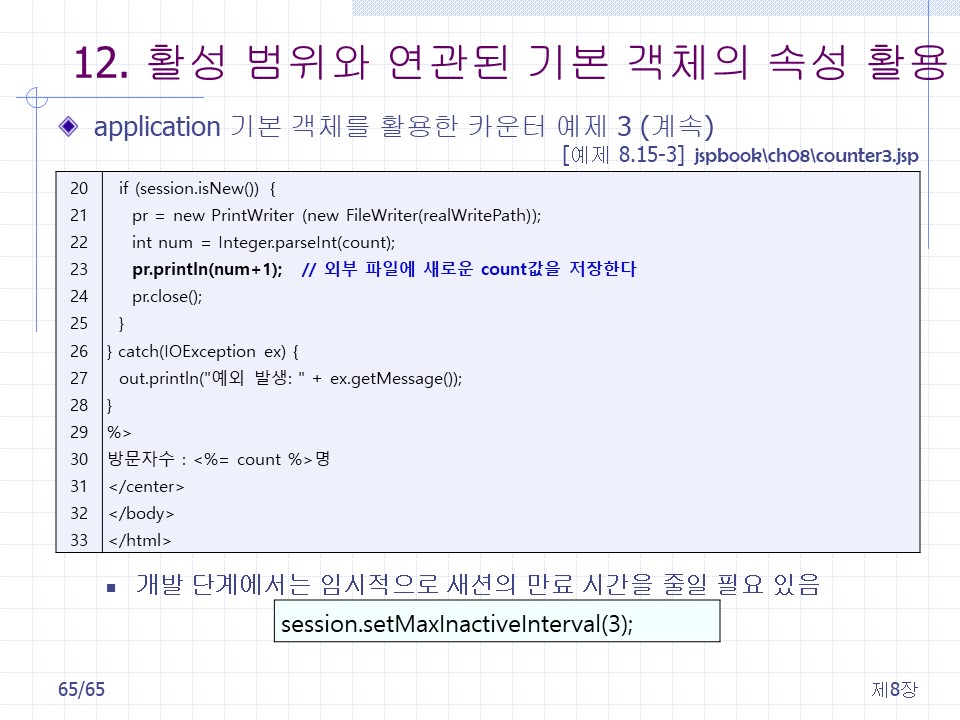 12. 활성 범위와 연관된 기본 객체의 속성 활용
application 기본 객체를 활용한 카운터 예제 3 (계속)
[예제 8.15-3] jspbook\ch08\counter3.jsp
20 if (session.isNew()) {
21 pr = new PrintWriter (new FileWriter(realWritePath));
22 int num = Integer.parseInt(count);
23 pr.println(num+1); // 외부 파일에 새로운 count값을 저장한다
24 pr.close();
25 }
26 } catch(IOException ex) {
27 out.println("예외 발생: " + ex.getMessage());
28 }
29 %>
30 방문자수 : <%= count %>명
31 </center>
32 </body>
33 </html>
개발 단계에서는 임시적으로 새션의 만료 시간을 줄일 필요 있음
session.setMaxInactiveInterval(3);
65/65 제8장